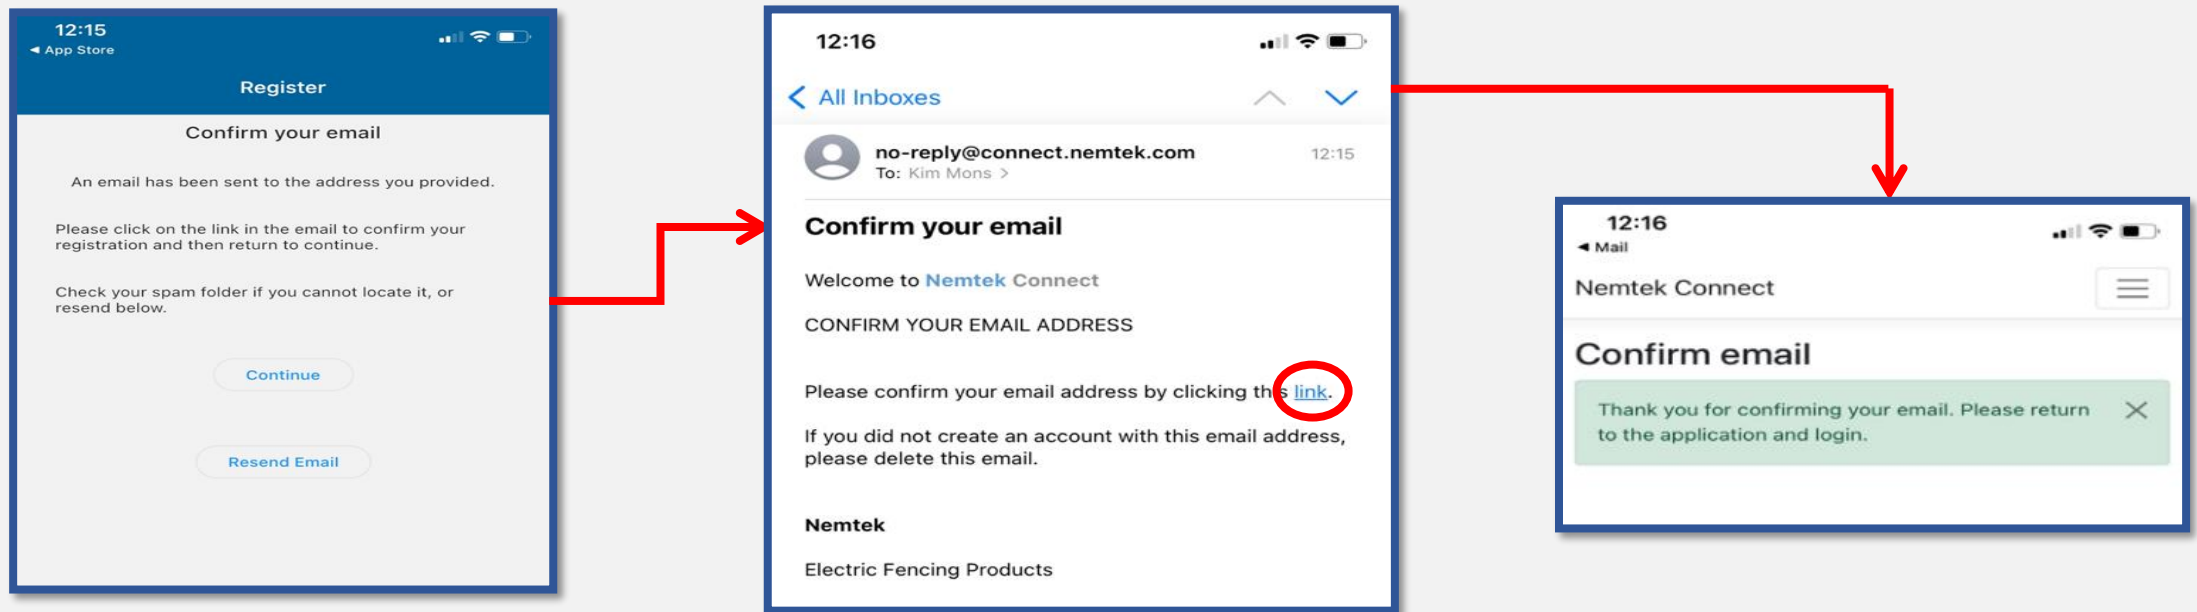 12:15
◀ App Store
Register
Confirm your email
An email has been sent to the address you provided.
Please click on the link in the email to confirm your
registration and then return to continue.
Check your spam folder if you cannot locate it, or
resend below.
Continue
Resend Email
12:16
All Inboxes
no-reply@connect.nemtek.com
12:15
To: Kim Mons >
Confirm your email
Welcome to Nemtek Connect
CONFIRM YOUR EMAIL ADDRESS
Please confirm your email address by clicking this link.
If you did not create an account with this email address,
please delete this email.
Nemtek
Electric Fencing Products
12:16
◀ Mail
Nemtek Connect
Confirm email
Thank you for confirming your email. Please return
to the application and login.